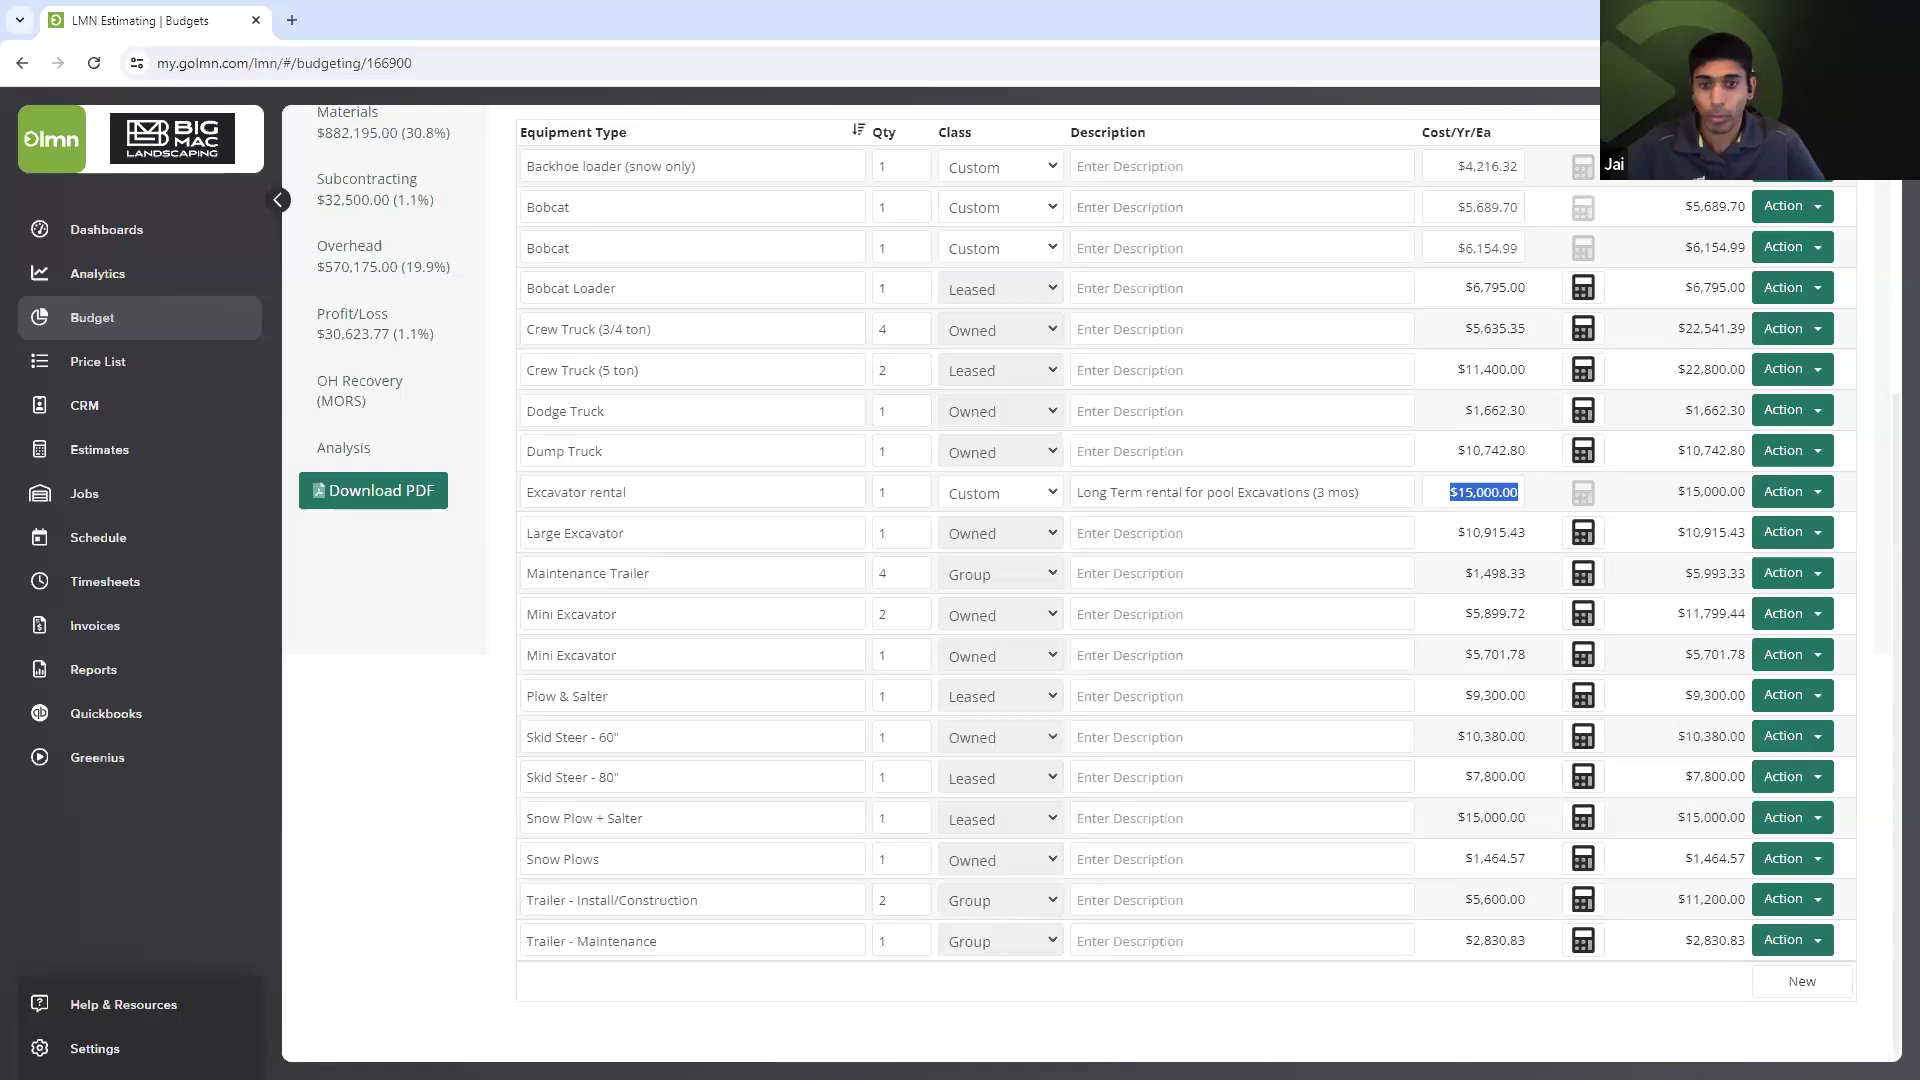 LMN Estimating | Budgets
my.golmn.com/lmn/#/budgeting/166900
Jai
lmn
BIG MAC
LANDSCAPING
Dashboards
Analytics
Budget
Price List
CRM
Estimates
Jobs
Schedule
Timesheets
Invoices
Reports
Quickbooks
Greenius
Help & Resources
Settings
Materials
$882,195.00 (30.8%)
Subcontracting
$32,500.00 (1.1%)
Overhead
$570,175.00 (19.9%)
Profit/Loss
$30,623.77 (1.1%)
OH Recovery
(MORS)
Analysis
Download PDF
Equipment Type Qty Class Description Cost/Yr/Ea
Backhoe loader (snow only) 1 Custom Enter Description $4,216.32
Bobcat 1 Custom Enter Description $5,689.70 $5,689.70 Action
Bobcat 1 Custom Enter Description $6,154.99 $6,154.99 Action
Bobcat Loader 1 Leased Enter Description $6,795.00 $6,795.00 Action
Crew Truck (3/4 ton) 4 Owned Enter Description $5,635.35 $22,541.39 Action
Crew Truck (5 ton) 2 Leased Enter Description $11,400.00 $22,800.00 Action
Dodge Truck 1 Owned Enter Description $1,662.30 $1,662.30 Action
Dump Truck 1 Owned Enter Description $10,742.80 $10,742.80 Action
Excavator rental 1 Custom Long Term rental for pool Excavations (3 mos) $15,000.00 $15,000.00 Action
Large Excavator 1 Owned Enter Description $10,915.43 $10,915.43 Action
Maintenance Trailer 4 Group Enter Description $1,498.33 $5,993.33 Action
Mini Excavator 2 Owned Enter Description $5,899.72 $11,799.44 Action
Mini Excavator 1 Owned Enter Description $5,701.78 $5,701.78 Action
Plow & Salter 1 Leased Enter Description $9,300.00 $9,300.00 Action
Skid Steer - 60" 1 Owned Enter Description $10,380.00 $10,380.00 Action
Skid Steer - 80" 1 Leased Enter Description $7,800.00 $7,800.00 Action
Snow Plow + Salter 1 Leased Enter Description $15,000.00 $15,000.00 Action
Snow Plows 1 Owned Enter Description $1,464.57 $1,464.57 Action
Trailer - Install/Construction 2 Group Enter Description $5,600.00 $11,200.00 Action
Trailer - Maintenance 1 Group Enter Description $2,830.83 $2,830.83 Action
New